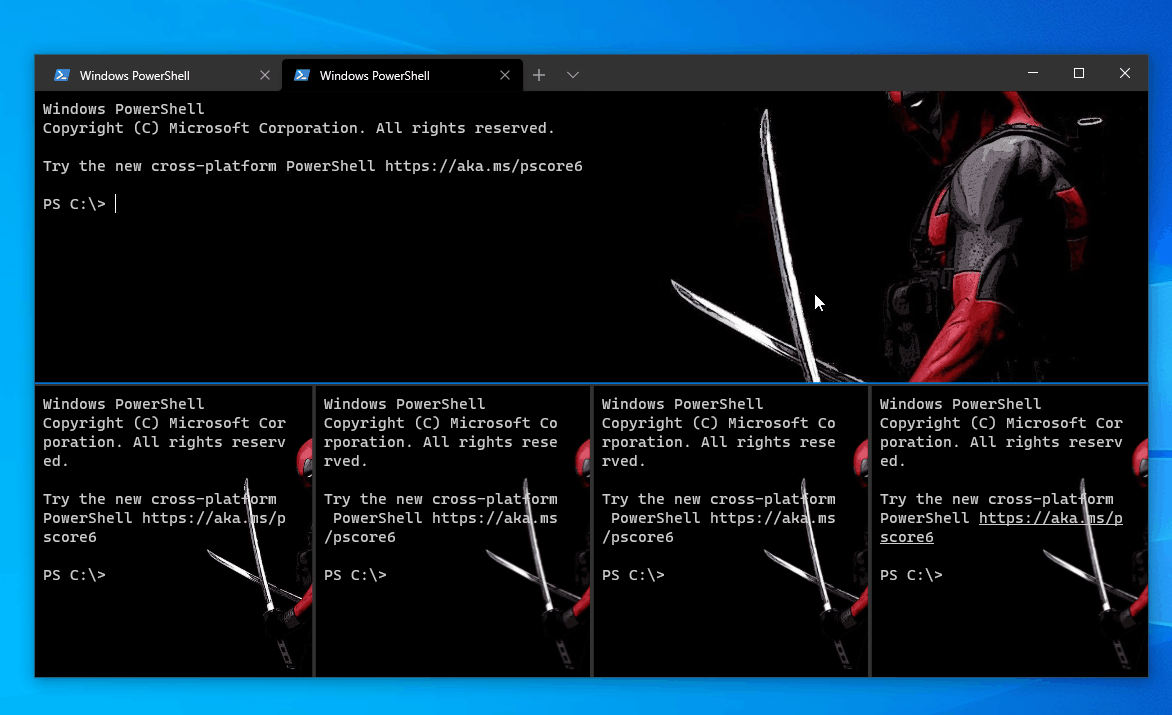 Windows PowerShell
Windows PowerShell
Windows PowerShell
Copyright (C) Microsoft Corporation. All rights reserved.
Try the new cross-platform PowerShell https://aka.ms/pscore6
PS C:\>
Windows PowerShell
Copyright (C) Microsoft Cor
poration. All rights reserv
ed.
Try the new cross-platform
PowerShell https://aka.ms/p
score6
PS C:\>
Windows PowerShell
Copyright (C) Microsoft Co
rporation. All rights rese
rved.
Try the new cross-platform
 PowerShell https://aka.ms
/pscore6
PS C:\>
Windows PowerShell
Copyright (C) Microsoft Co
rporation. All rights rese
rved.
Try the new cross-platform
 PowerShell https://aka.ms
/pscore6
PS C:\>
Windows PowerShell
Copyright (C) Microsoft Cor
poration. All rights reserv
ed.
Try the new cross-platform
PowerShell https://aka.ms/p
score6
PS C:\>